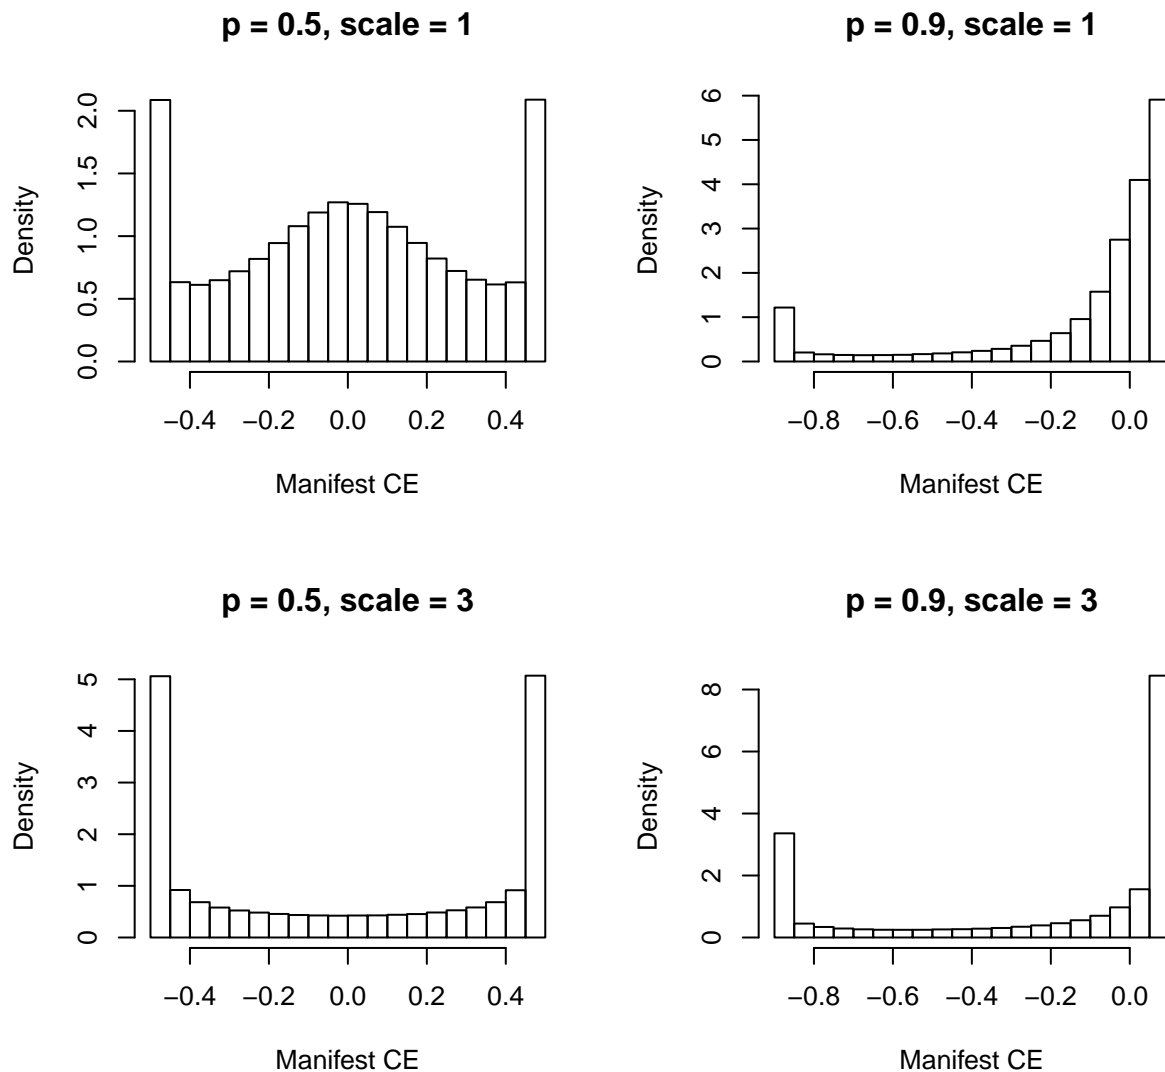 p = 0.5, scale = 1
Density
0.0 0.5 1.0 1.5 2.0
−0.4 −0.2 0.0 0.2 0.4
Manifest CE
p = 0.9, scale = 1
Density
0 1 2 3 4 5 6
−0.8 −0.6 −0.4 −0.2 0.0
Manifest CE
p = 0.5, scale = 3
Density
0 1 2 3 4 5
−0.4 −0.2 0.0 0.2 0.4
Manifest CE
p = 0.9, scale = 3
Density
0 2 4 6 8
−0.8 −0.6 −0.4 −0.2 0.0
Manifest CE